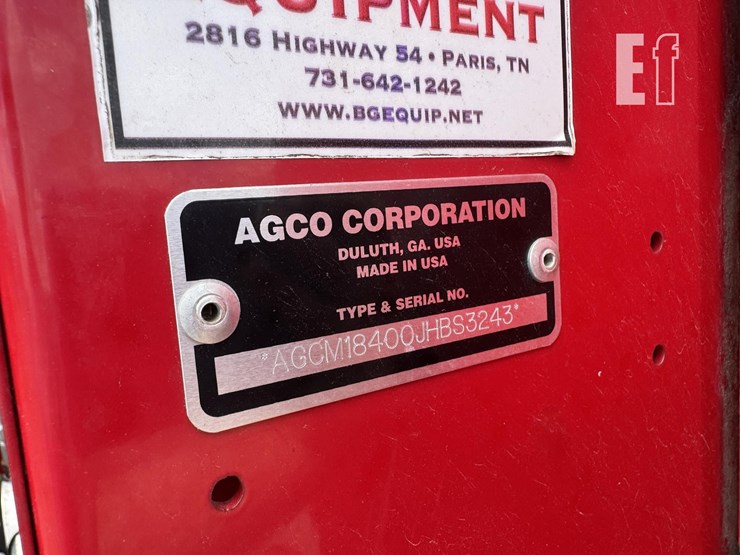 EQUIPMENT
2816 HIGHWAY 54 • PARIS, TN
731-642-1242
WWW.BGEQUIP.NET
Ef
AGCO CORPORATION
DULUTH, GA. USA
MADE IN USA
TYPE & SERIAL NO.
*AGCM18400JHBS3243*